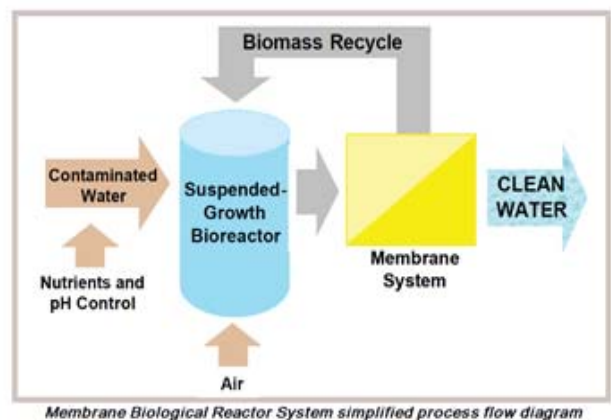 Biomass Recycle
Contaminated
Water
Suspended-
Growth
Bioreactor
CLEAN
WATER
Membrane
System
Nutrients and
pH Control
Air
Membrane Biological Reactor System simplified process flow diagram